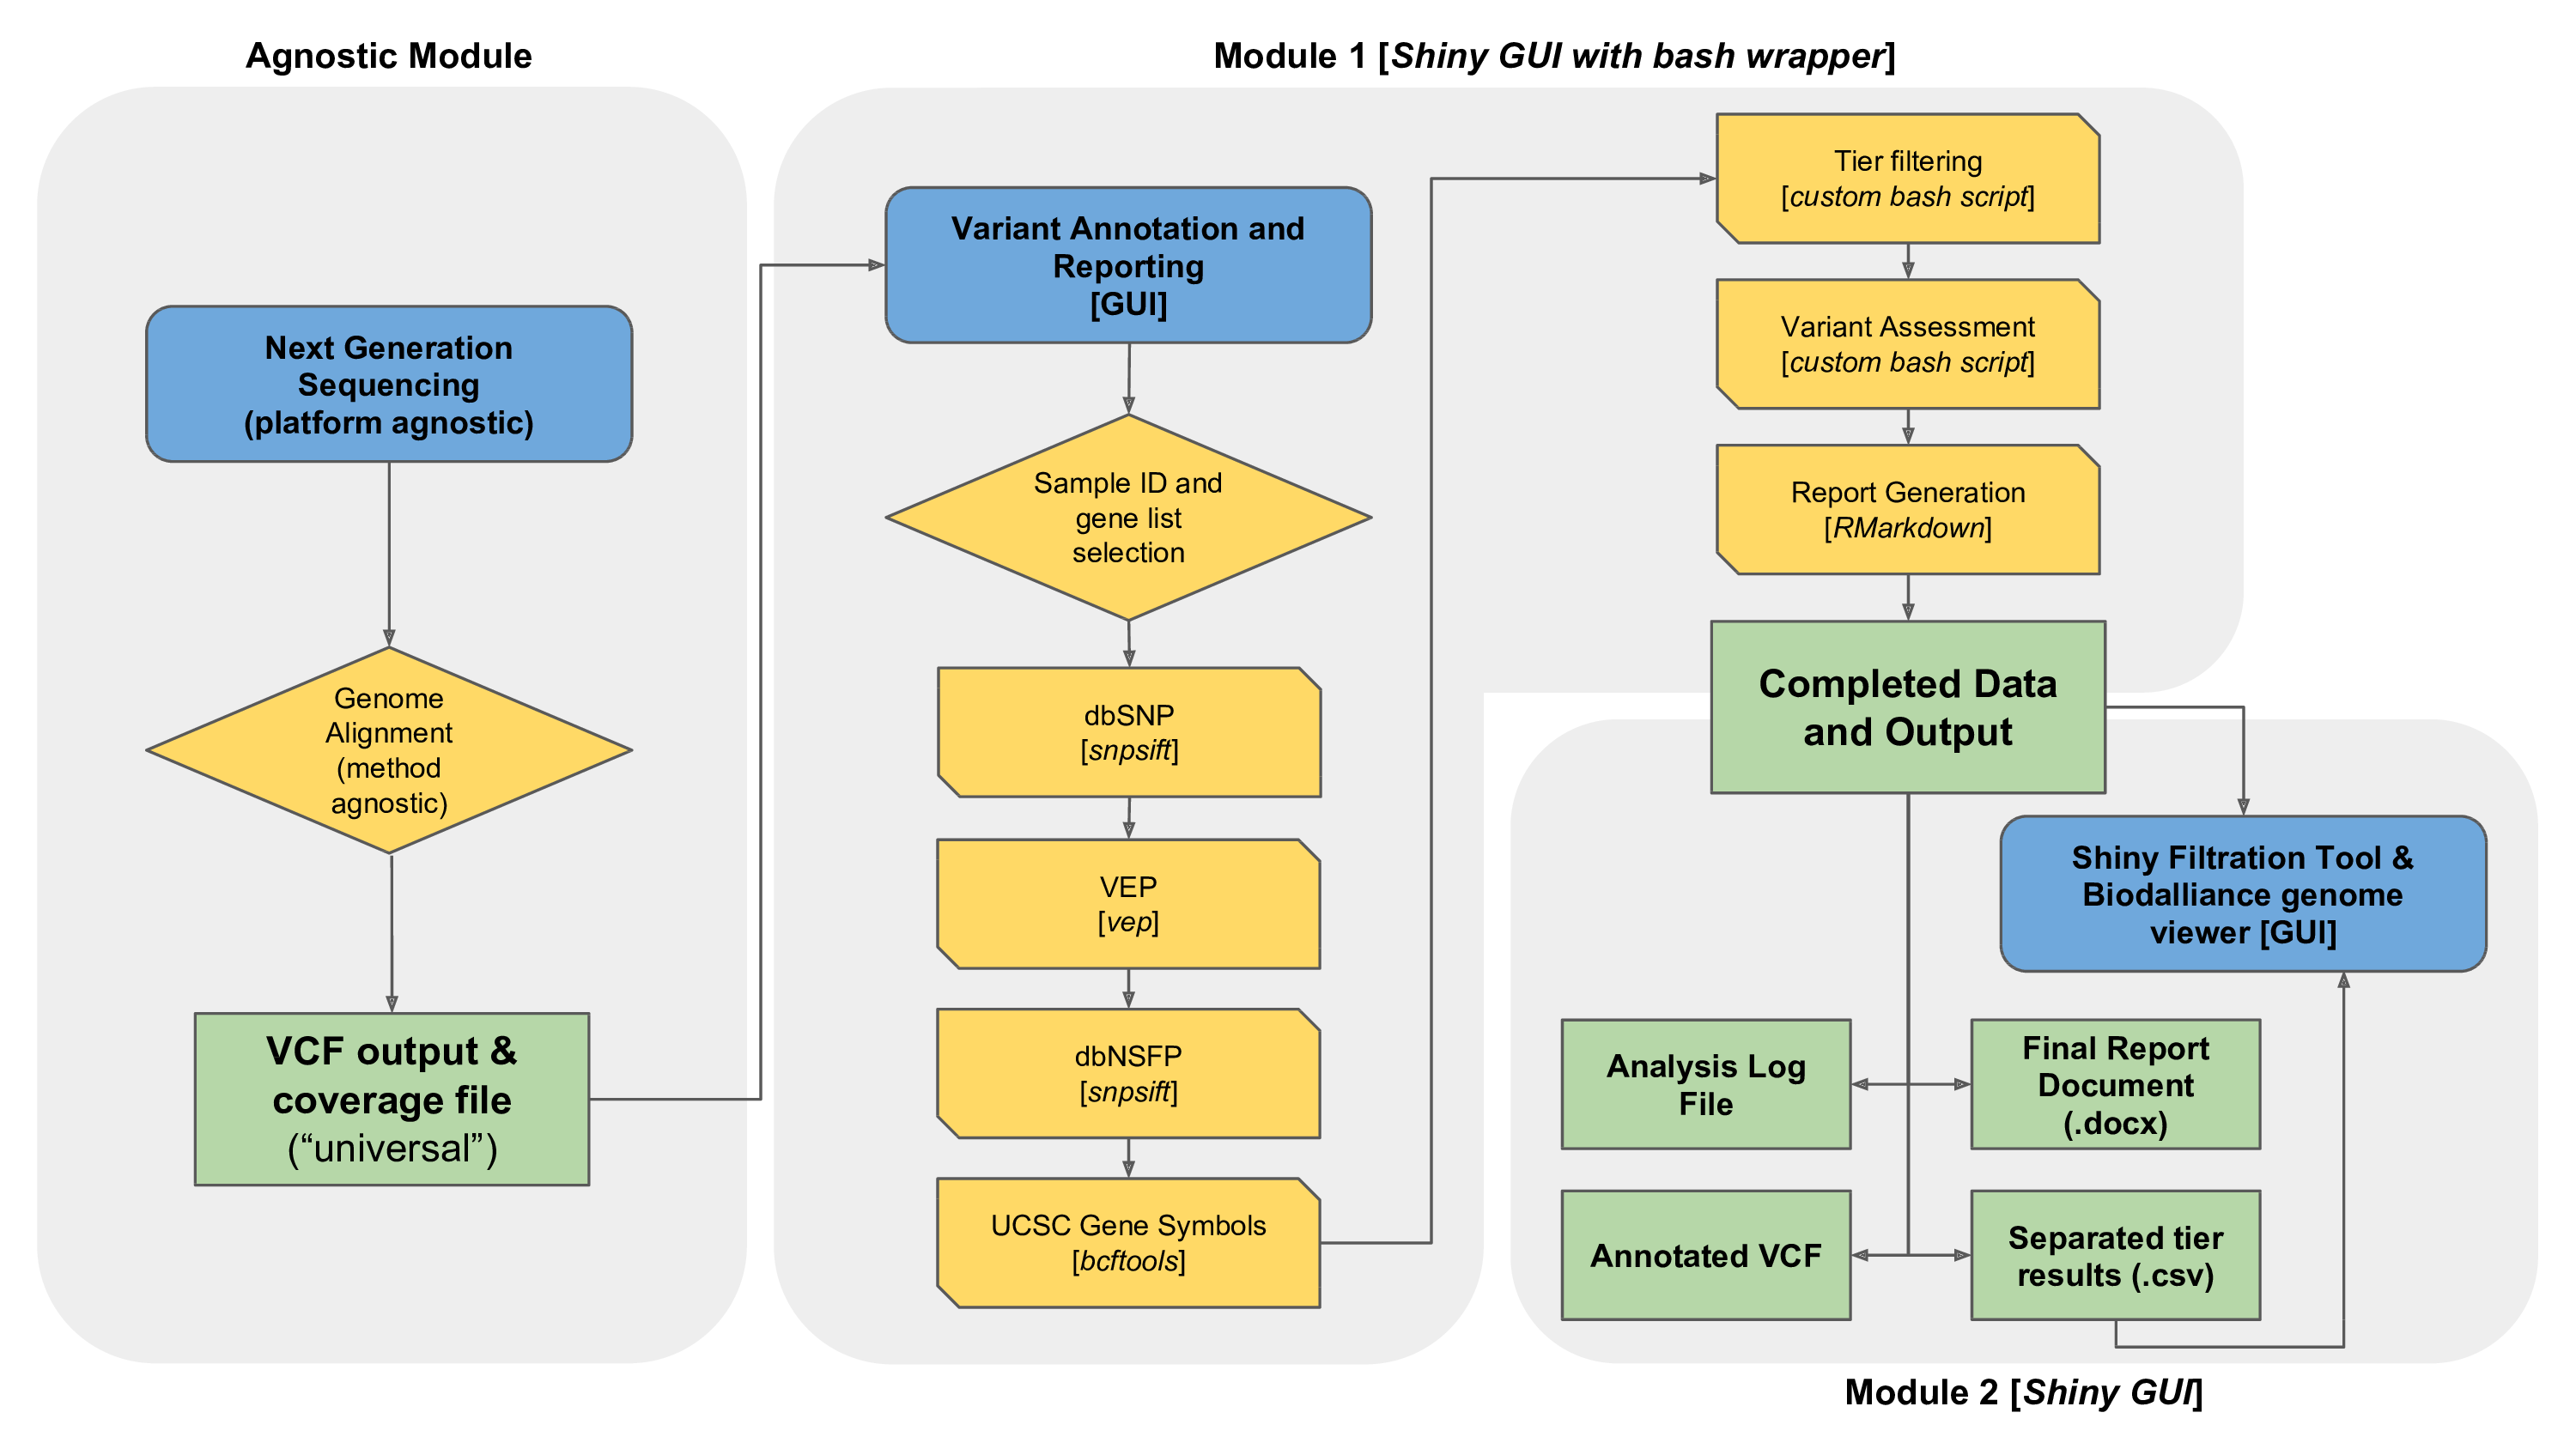 Agnostic Module
Next Generation
Sequencing
(platform agnostic)
Genome
Alignment
(method
agnostic)
VCF output &
coverage file
(“universal”)
Module 1 [Shiny GUI with bash wrapper]
Variant Annotation and
Reporting
[GUI]
Sample ID and
gene list
selection
dbSNP
[snpsift]
VEP
[vep]
dbNSFP
[snpsift]
UCSC Gene Symbols
[bcftools]
Tier filtering
[custom bash script]
Variant Assessment
[custom bash script]
Report Generation
[RMarkdown]
Completed Data
and Output
Shiny Filtration Tool &
Biodalliance genome
viewer [GUI]
Analysis Log
File
Final Report
Document
(.docx)
Annotated VCF
Separated tier
results (.csv)
Module 2 [Shiny GUI]